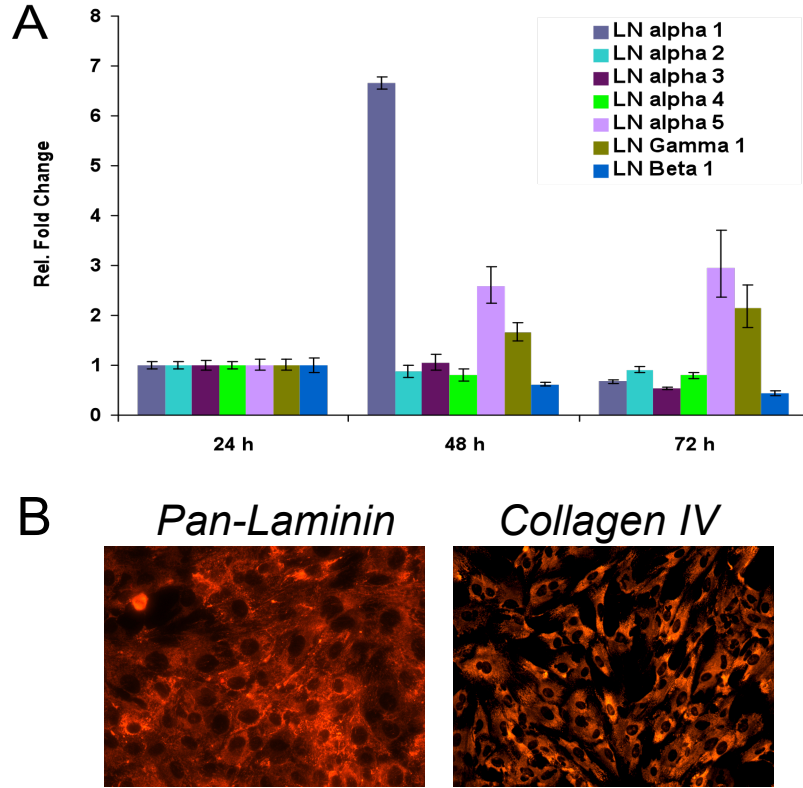 A
8
7
6
5
4
3
2
1
0
Rel. Fold Change
LN alpha 1
LN alpha 2
LN alpha 3
LN alpha 4
LN alpha 5
LN Gamma 1
LN Beta 1
24 h
48 h
72 h
B
Pan-Laminin
Collagen IV